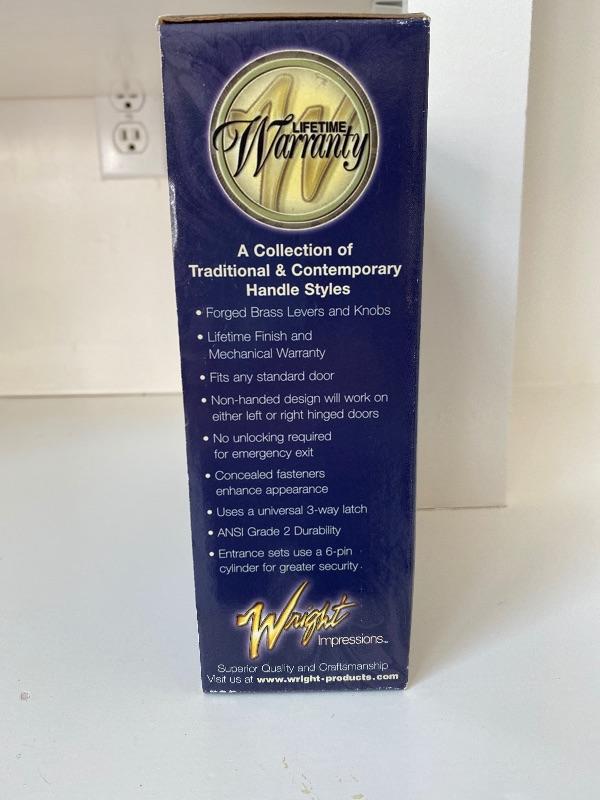 LIFETIME
Warranty
A Collection of
Traditional & Contemporary
Handle Styles
• Forged Brass Levers and Knobs
• Lifetime Finish and
Mechanical Warranty
• Fits any standard door
• Non-handed design will work on
either left or right hinged doors
• No unlocking required
for emergency exit
• Concealed fasteners
enhance appearance
• Uses a universal 3-way latch
• ANSI Grade 2 Durability
• Entrance sets use a 6-pin
cylinder for greater security.
Wright
Impressions™
Superior Quality and Craftsmanship
Visit us at www.wright-products.com